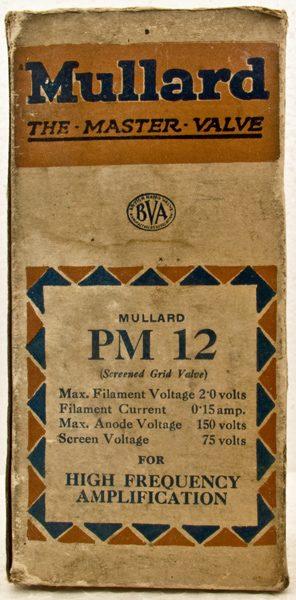 Mullard
THE · MASTER · VALVE
BVA
MULLARD
PM 12
(Screened Grid Valve)
Max. Filament Voltage 2·0 volts
Filament Current 0·15 amp.
Max. Anode Voltage 150 volts
Screen Voltage 75 volts
FOR
HIGH FREQUENCY
AMPLIFICATION